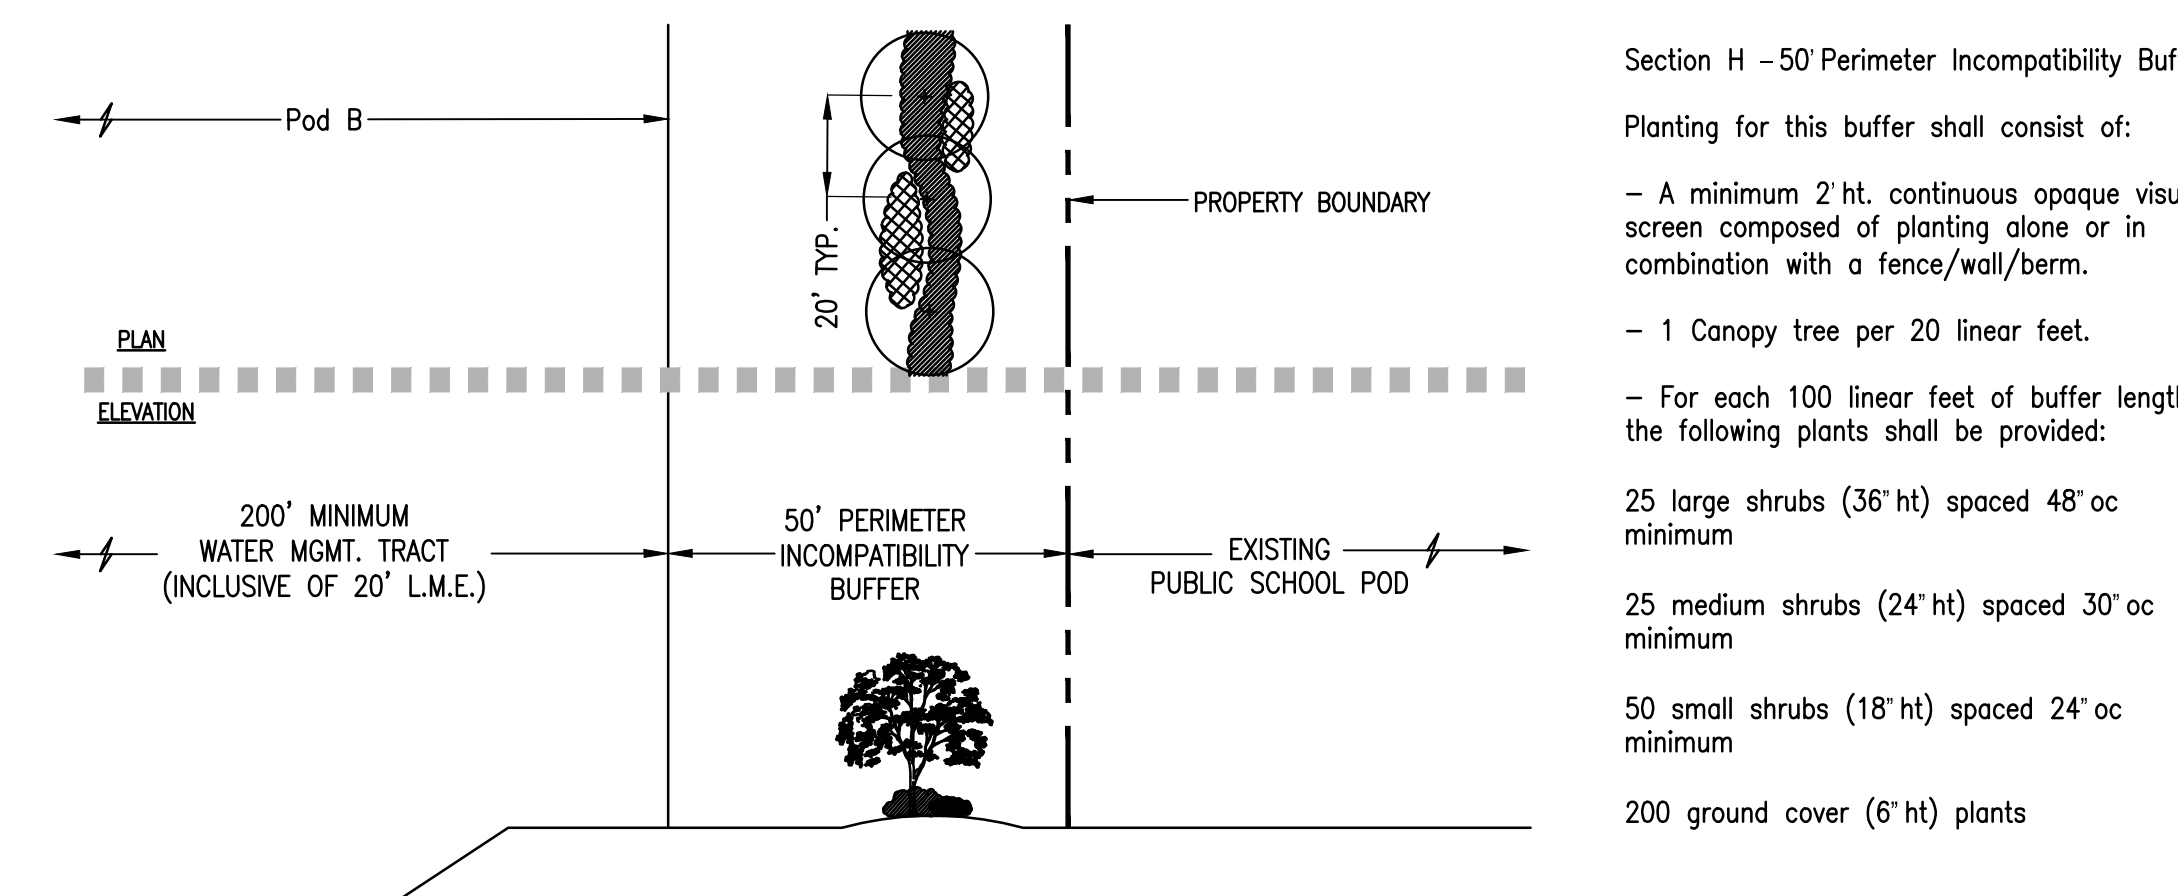 Pod B
20' TYP.
PROPERTY BOUNDARY
PLAN
ELEVATION
200' MINIMUM
WATER MGMT. TRACT
(INCLUSIVE OF 20' L.M.E.)
50' PERIMETER
INCOMPATIBILITY
BUFFER
EXISTING
PUBLIC SCHOOL POD
Section H – 50' Perimeter Incompatibility
Planting for this buffer shall consist of:
– A minimum 2' ht. continuous opaque
screen composed of planting alone or in
combination with a fence/wall/berm.
– 1 Canopy tree per 20 linear feet.
– For each 100 linear feet of buffer length
the following plants shall be provided:
25 large shrubs (36" ht) spaced 48" oc
minimum
25 medium shrubs (24" ht) spaced 30" oc
minimum
50 small shrubs (18" ht) spaced 24" oc
minimum
200 ground cover (6" ht) plants